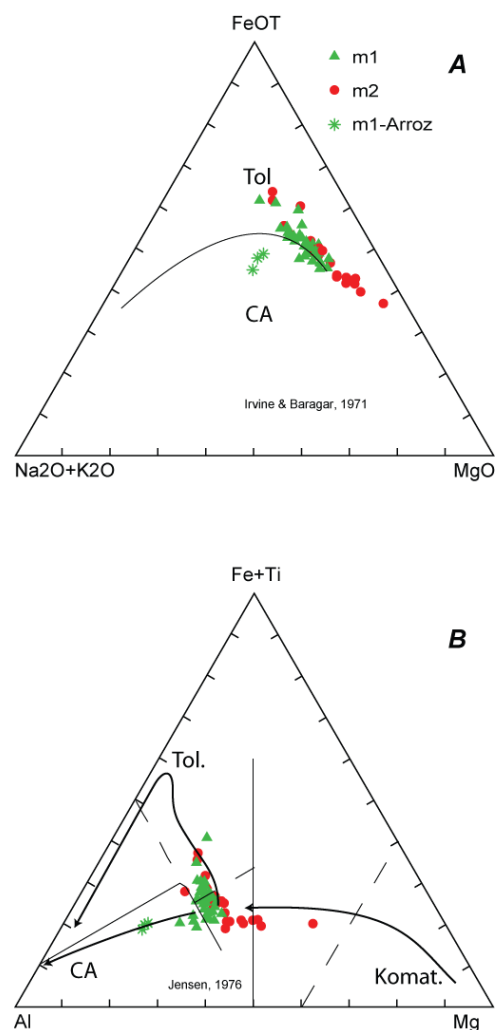 FeOT
m1
A
m2
m1-Arroz
Tol
CA
Irvine & Baragar, 1971
Na2O+K2O
MgO
Fe+Ti
B
Tol.
CA
Jensen, 1976
Komat.
Al
Mg